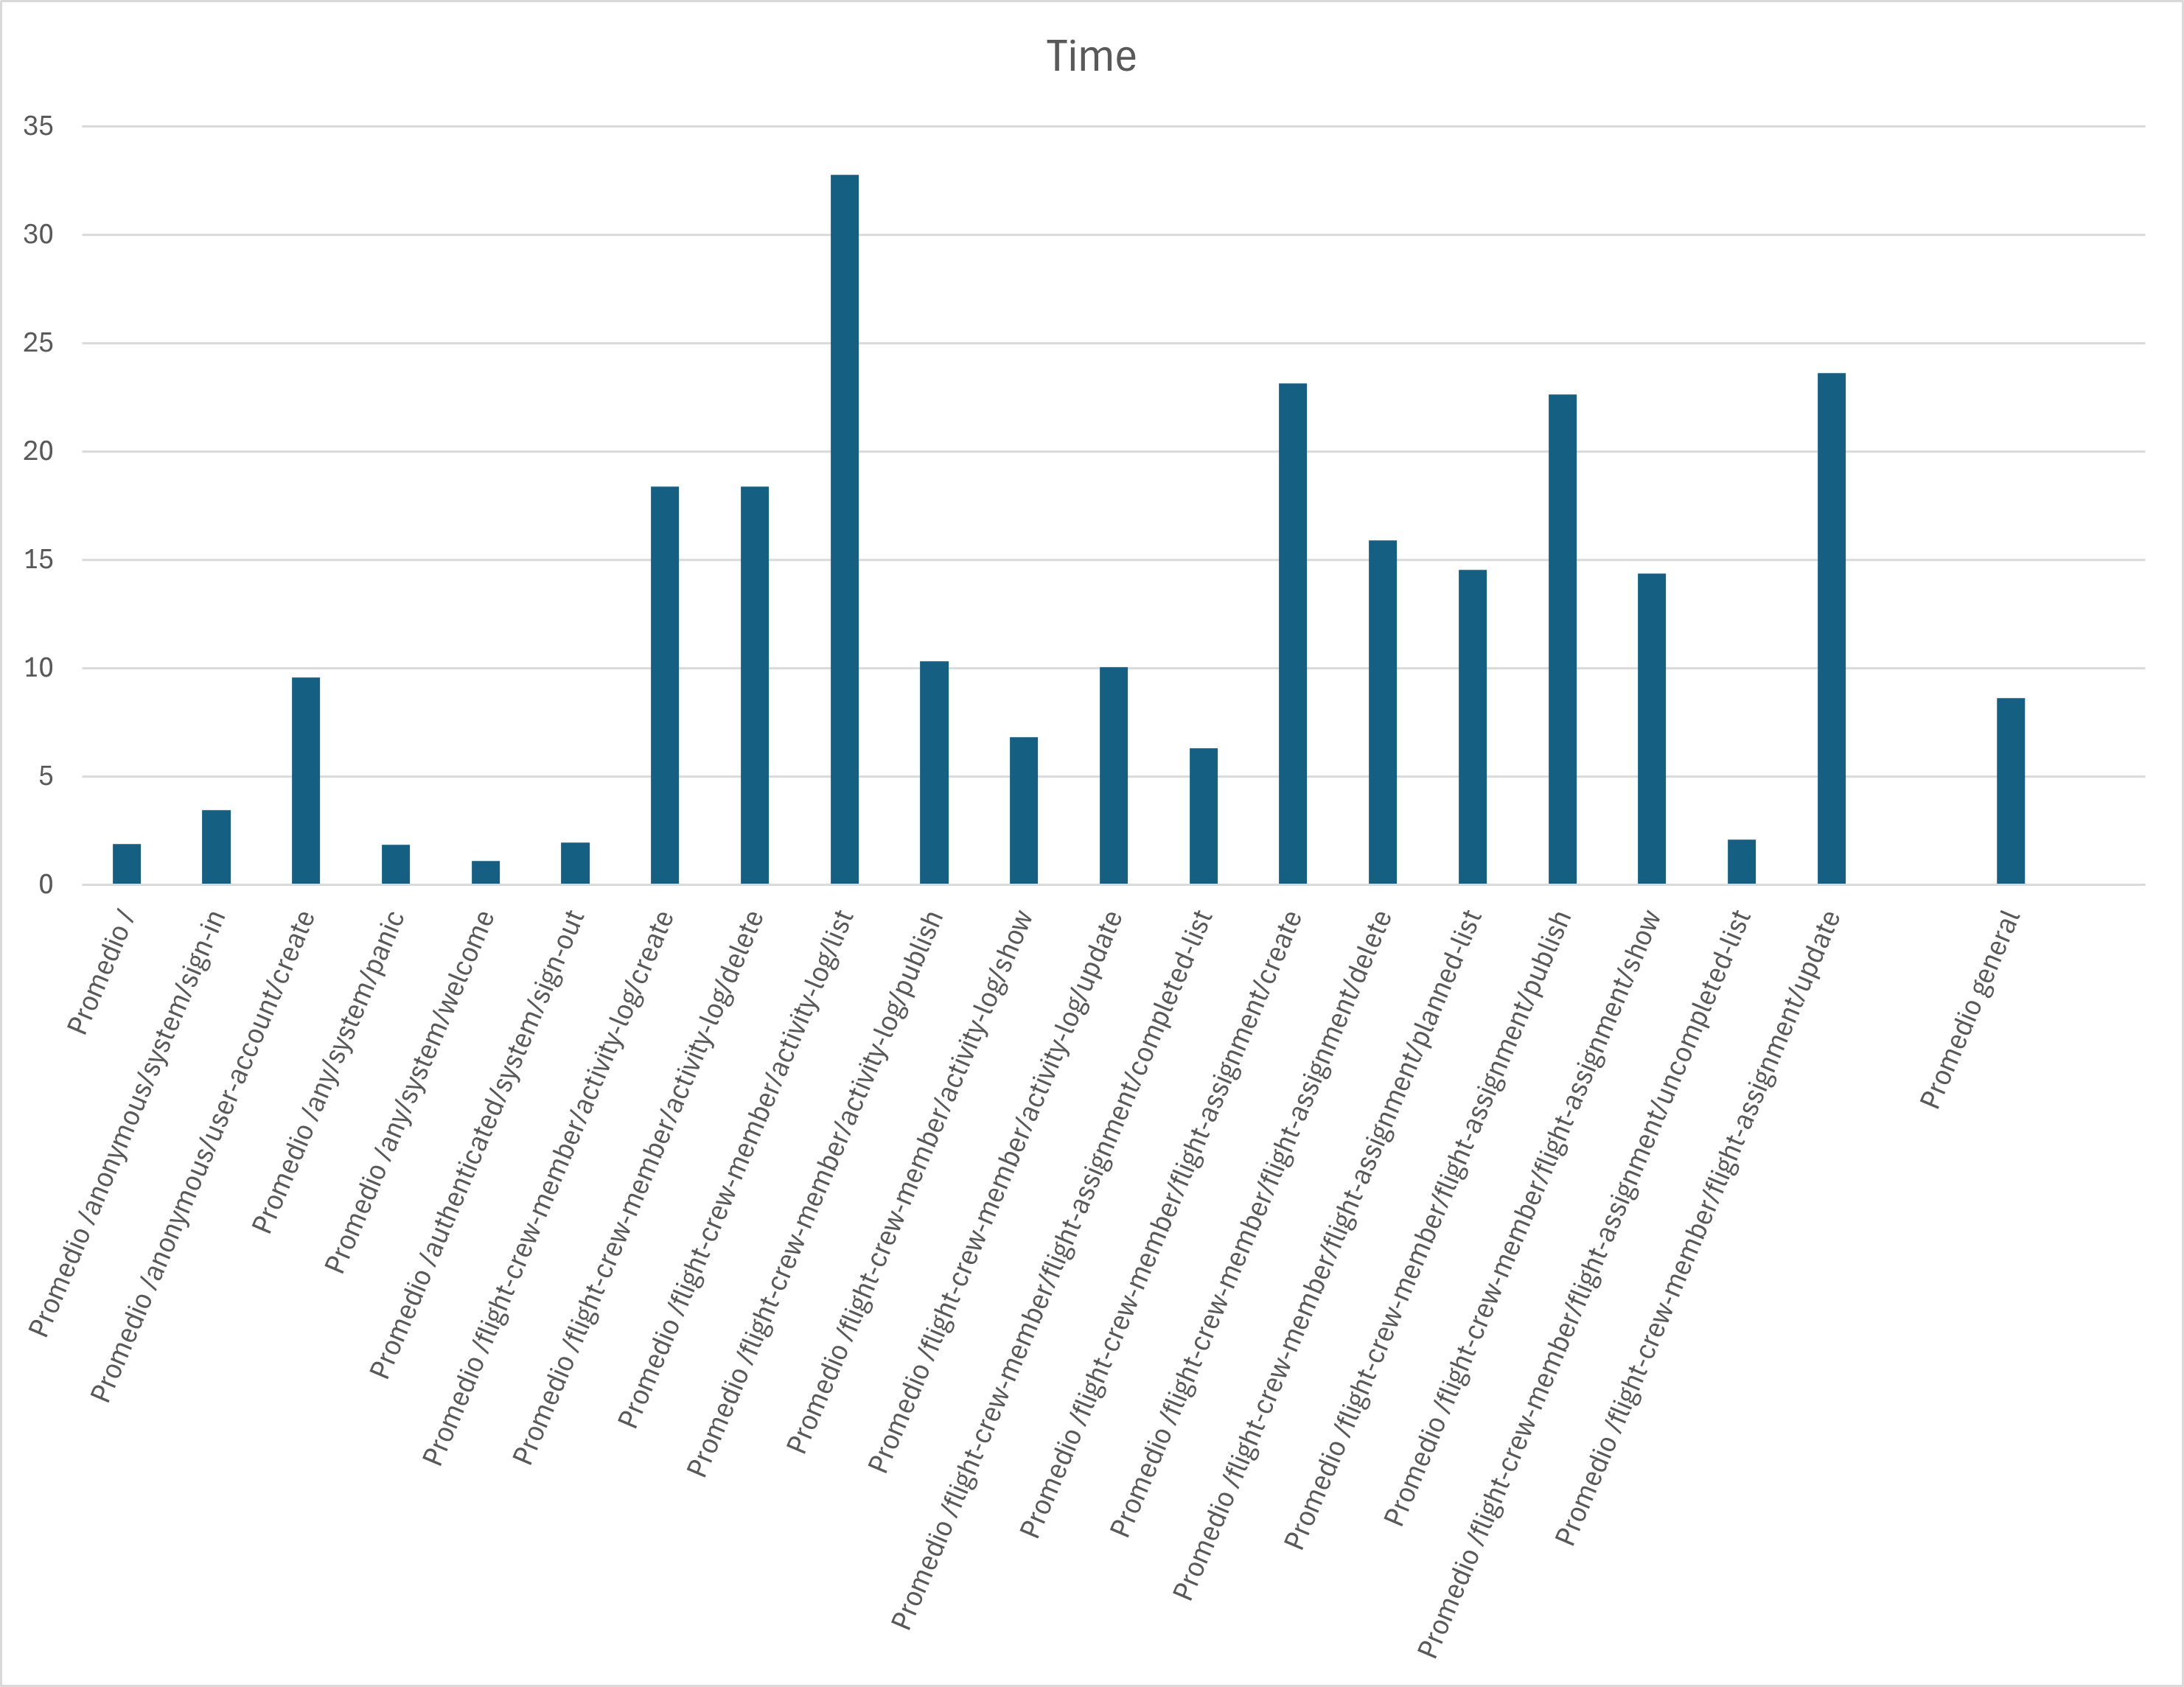 Time
35
30
25
20
15
10
5
0
Promedio /
Promedio /anonymous/system/sign-in
Promedio /anonymous/user-account/create
Promedio /any/system/panic
Promedio /any/system/welcome
Promedio /authenticated/system/sign-out
Promedio /flight-crew-member/activity-log/create
Promedio /flight-crew-member/activity-log/delete
Promedio /flight-crew-member/activity-log/list
Promedio /flight-crew-member/activity-log/publish
Promedio /flight-crew-member/activity-log/show
Promedio /flight-crew-member/activity-log/update
Promedio /flight-crew-member/flight-assignment/completed-list
Promedio /flight-crew-member/flight-assignment/create
Promedio /flight-crew-member/flight-assignment/delete
Promedio /flight-crew-member/flight-assignment/planned-list
Promedio /flight-crew-member/flight-assignment/publish
Promedio /flight-crew-member/flight-assignment/show
Promedio /flight-crew-member/flight-assignment/uncompleted-list
Promedio /flight-crew-member/flight-assignment/update
Promedio general